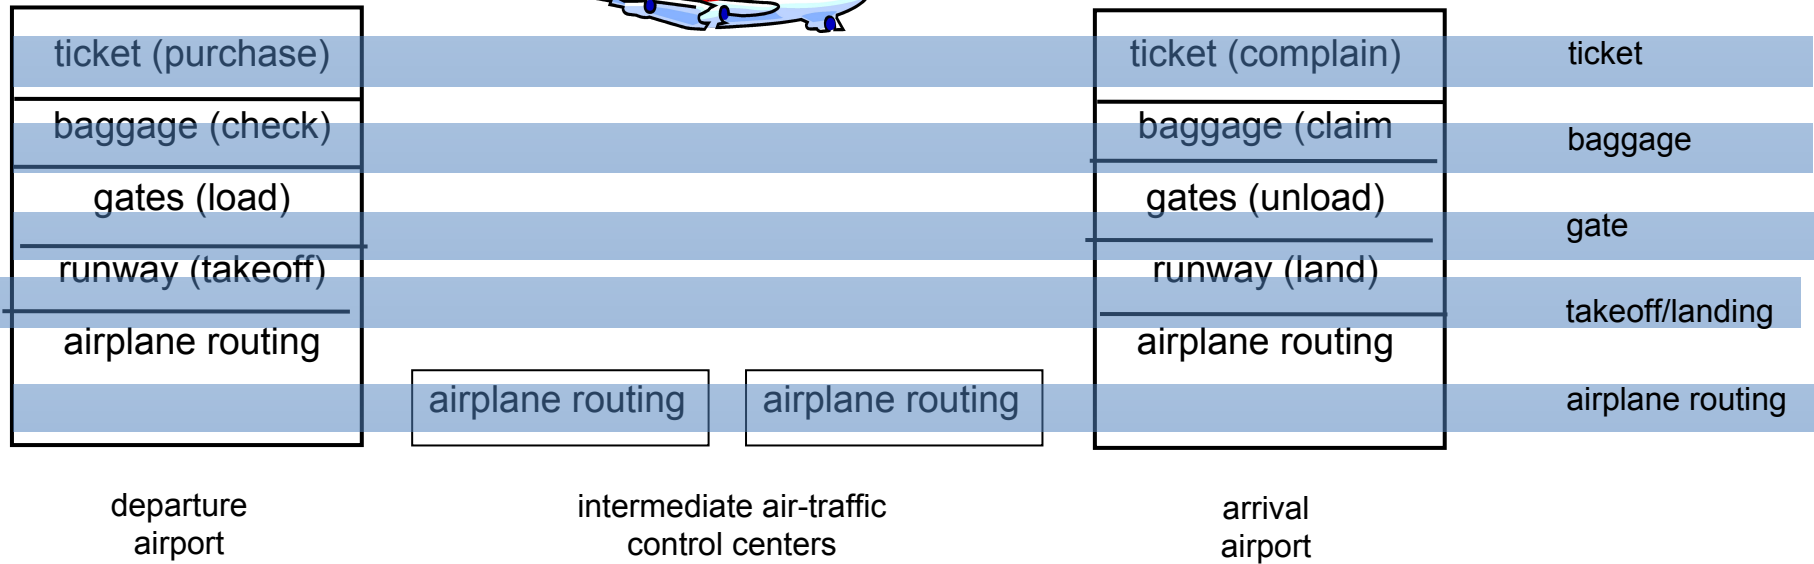 ticket (purchase)
ticket (complain)
ticket
baggage (check)
baggage (claim
baggage
gates (load)
gates (unload)
gate
runway (takeoff)
runway (land)
takeoff/landing
airplane routing
airplane routing
airplane routing
airplane routing
airplane routing
departure
airport
intermediate air-traffic
control centers
arrival
airport